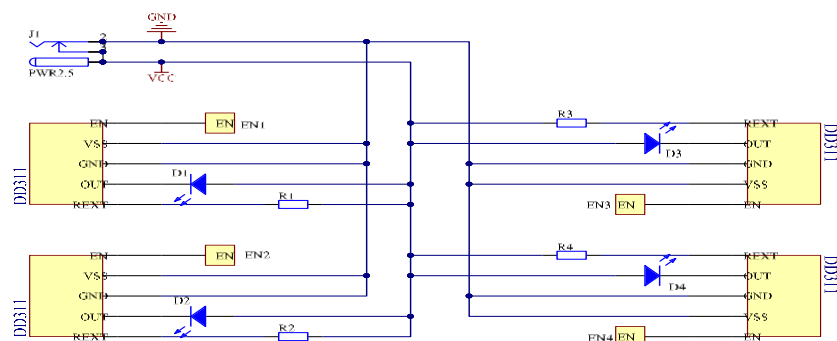 GND
J1
2
PWR2.5
VCC
EN
EN
EN1
VSS
GND
OUT
REXT
DD311
D1
R1
R3
D3
REXT
OUT
GND
VSS
EN
EN3
EN
DD311
EN
EN
EN2
VSS
GND
OUT
REXT
DD311
D2
R2
R4
D4
REXT
OUT
GND
VSS
EN
EN4
EN
DD311